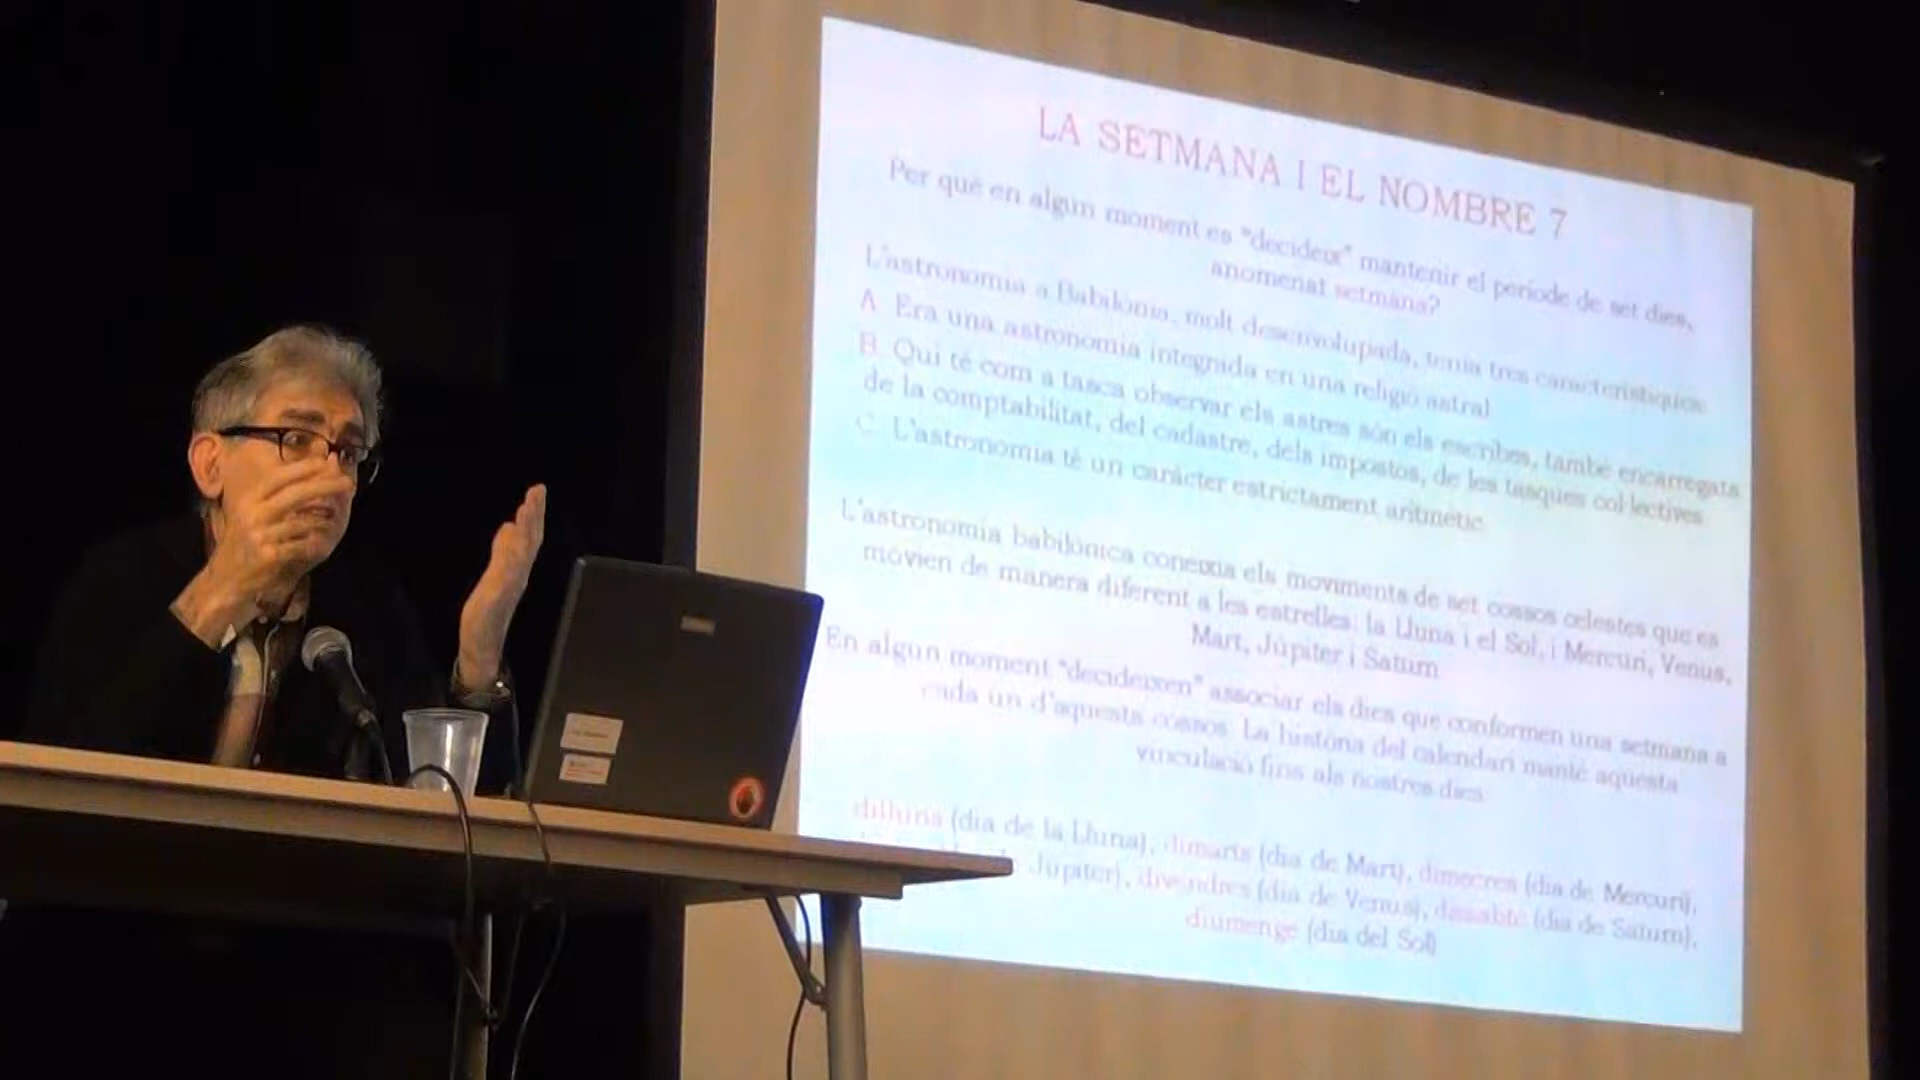 LA SETMANA I EL NOMBRE 7
Per què en algun moment es "decideix" mantenir el període de set dies,
anomenat setmana?
L'astronomia a Babilònia, molt desenvolupada, tenia tres característiques:
A Era una astronomia integrada en una religió astral
B Qui té com a tasca observar els astres són els escribes, també encarregats
de la comptabilitat, del cadastre, dels impostos, de les tasques col·lectives
C L'astronomia té un caràcter estrictament aritmètic
L'astronomia babilònica coneixia els moviments de set cossos celestes que es
movien de manera diferent a les estrelles: la Lluna i el Sol, i Mercuri, Venus,
Mart, Júpiter i Saturn
En algun moment "decideixen" associar els dies que conformen una setmana a
cada un d'aquests cossos. La història del calendari manté aquesta
vinculació fins als nostres dies
dilluns (dia de la Lluna), dimarts (dia de Mart), dimecres (dia de Mercuri),
Júpiter), divendres (dia de Venus), dissabte (dia de Saturn),
diumenge (dia del Sol)